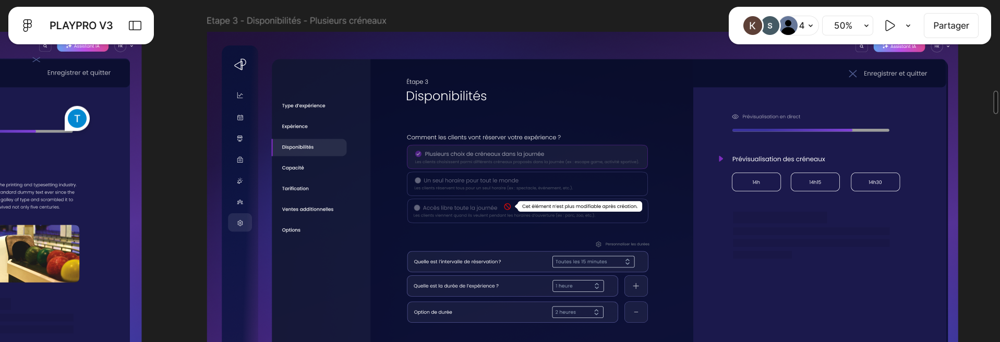 PLAYPRO V3
Etape 3 - Disponibilités - Plusieurs créneaux
K
S
4
50%
Partager
Assistant IA
HK
Enregistrer et quitter
T
he printing and typesetting industry.
tandard dummy text ever since the
galley of type and scrambled it to
vived not only five centuries.
Assistant IA
HK
Enregistrer et quitter
Type d'expérience
Expérience
Disponibilités
Capacité
Tarification
Ventes additionnelles
Options
Étape 3
Disponibilités
Comment les clients vont réserver votre expérience ?
Plusieurs choix de créneaux dans la journée
Les clients choisissent parmi différents créneaux proposés dans la journée (ex : escape game, activité sportive).
Un seul horaire pour tout le monde
Les clients réservent tous pour un seul horaire (ex : spectacle, événement, etc.).
Accès libre toute la journée
Cet élément n'est plus modifiable après création.
Les clients viennent quand ils veulent pendant les horaires d'ouverture (ex : parc, zoo, etc.).
Personnaliser les durées
Quelle est l'intervalle de réservation ?
Toutes les 15 minutes
Quelle est la durée de l'expérience ?
1 heure
Option de durée
2 heures
Prévisualisation en direct
Prévisualisation des créneaux
14h
14h15
14h30